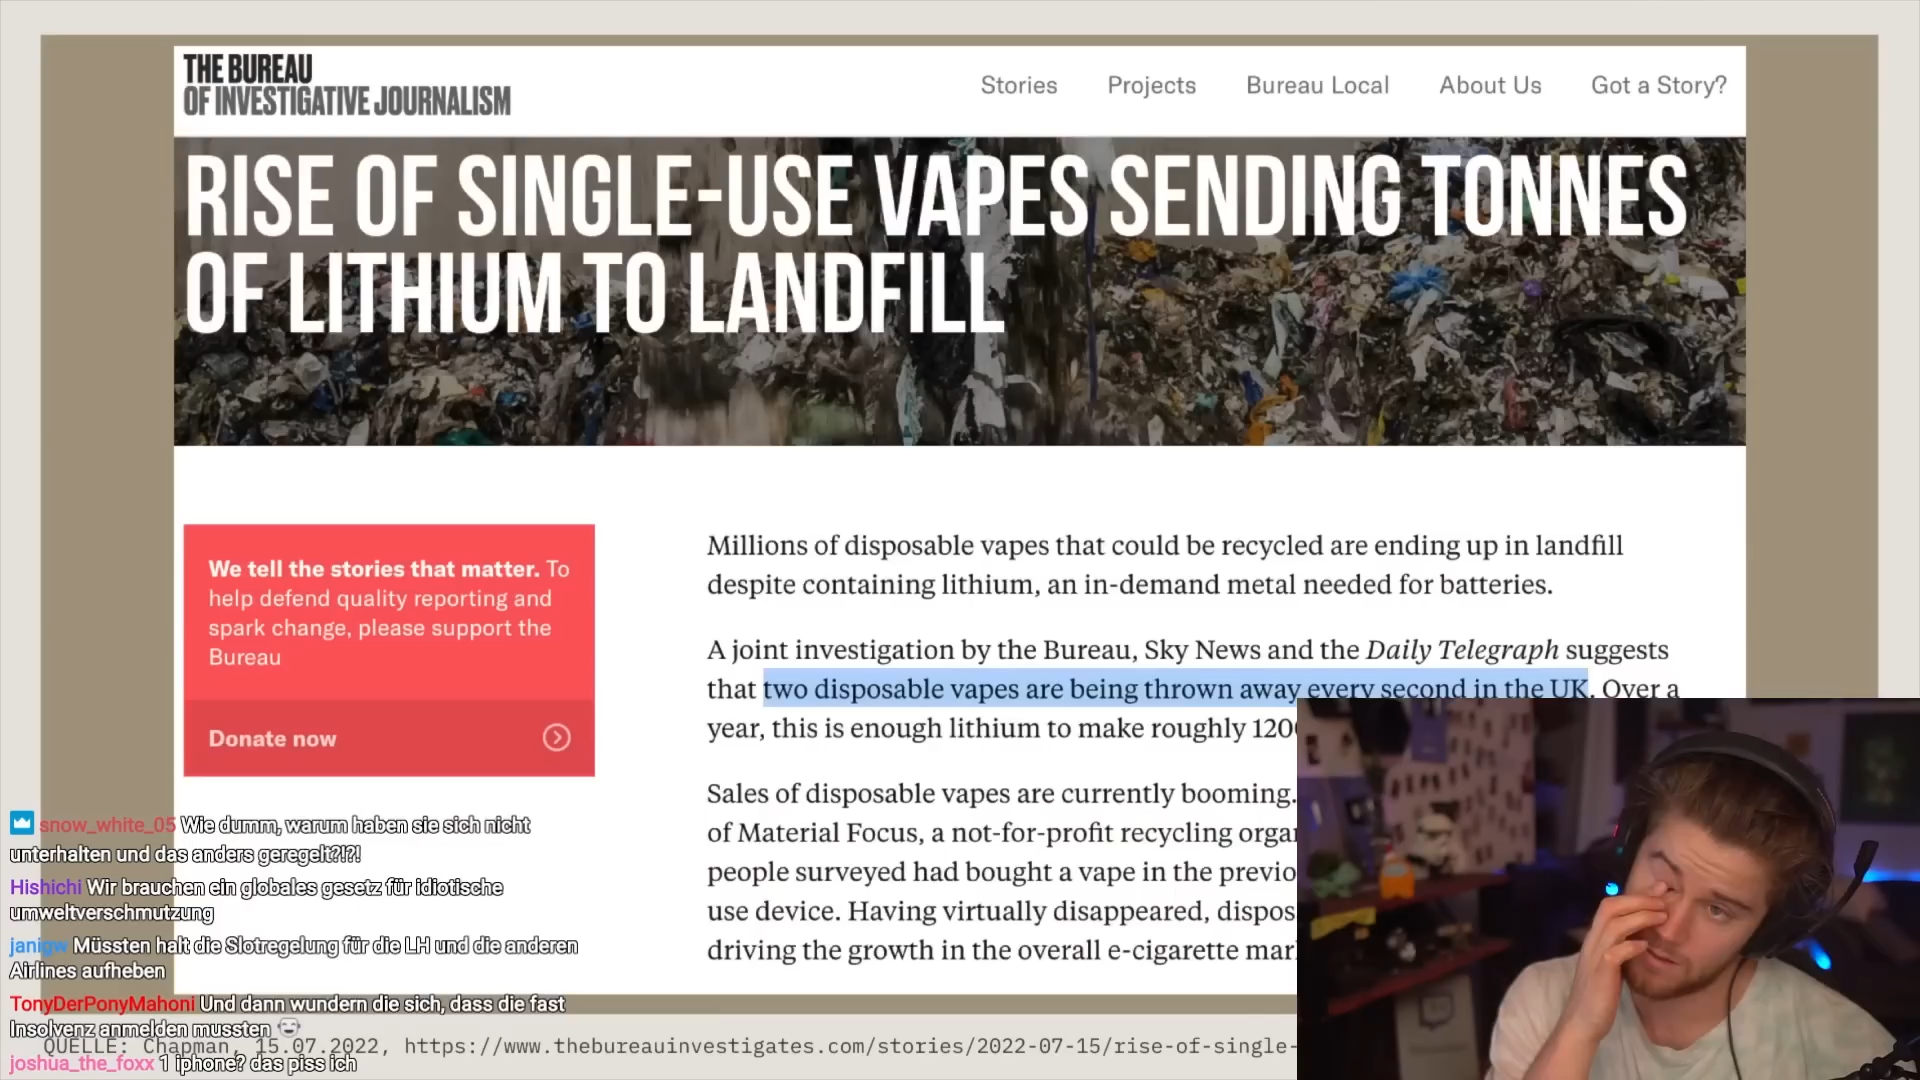 THE BUREAU
OF INVESTIGATIVE JOURNALISM
Stories Projects Bureau Local About Us Got a Story?
RISE OF SINGLE-USE VAPES SENDING TONNES
OF LITHIUM TO LANDFILL
We tell the stories that matter. To
help defend quality reporting and
spark change, please support the
Bureau
Donate now
Millions of disposable vapes that could be recycled are ending up in landfill
despite containing lithium, an in-demand metal needed for batteries.
A joint investigation by the Bureau, Sky News and the Daily Telegraph suggests
that two disposable vapes are being thrown away every second in the UK. Over a
year, this is enough lithium to make roughly 120
Sales of disposable vapes are currently booming.
of Material Focus, a not-for-profit recycling
people surveyed had bought a vape in the
use device. Having virtually disappeared,
driving the growth in the overall e-cigarette
snow_white_05 Wie dumm, warum haben sie sich nicht
unterhalten und das anders geregelt?!?!
Hishichi Wir brauchen ein globales gesetz für idiotische
umweltverschmutzung
janigw Müssten halt die Slotregelung für die LH und die anderen
Airlines aufheben
TonyDerPonyMahoni Und dann wundern die sich, dass die fast
Insolvenz anmelden mussten
QUELLE: Chapman, 15.07.2022, https://www.thebureauinvestigates.com/stories/2022-07-15/rise-of-single-
joshua_the_foxx 1 iphone? das piss ich